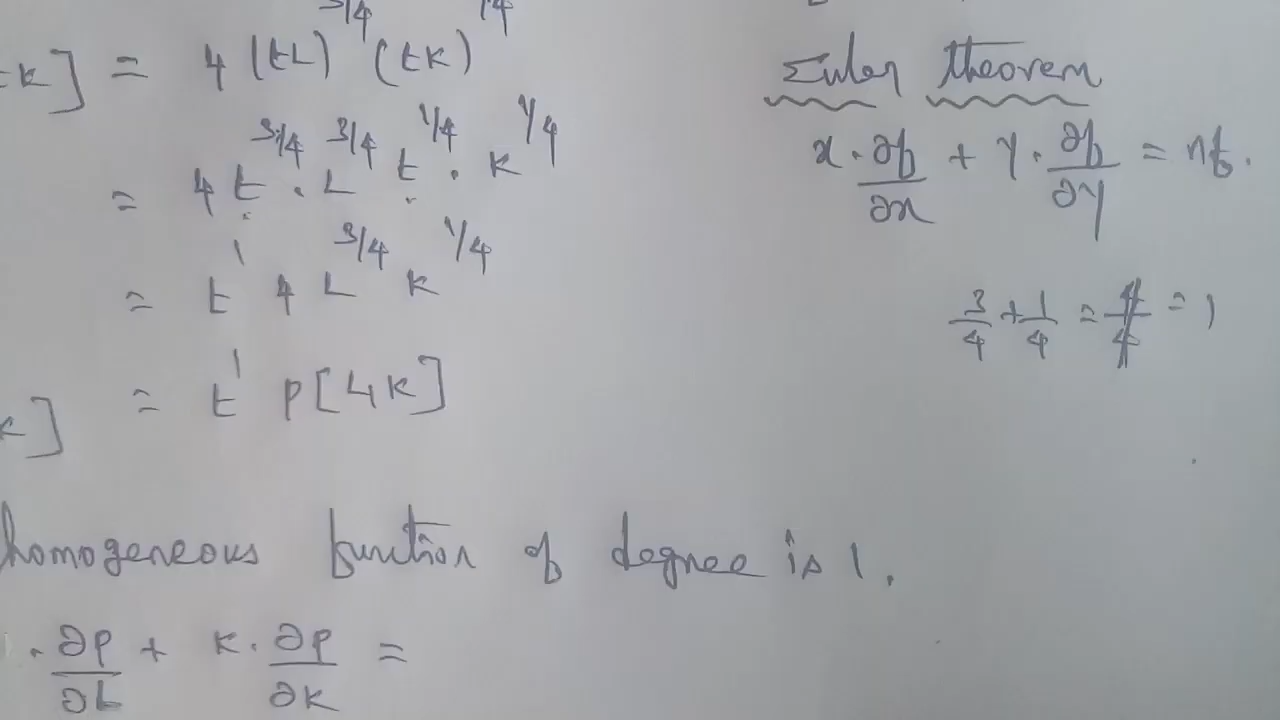 k] = 4 (tL)^3/4 (tK)^1/4
= 4 t^3/4 . L^3/4 t^1/4 . K^1/4
= t^1 4 L^3/4 K^1/4
= t^1 P[L, K]
homogeneous function of degree is 1.
. ∂P/∂L + K . ∂P/∂K =
Euler theorem
x . ∂f/∂x + y . ∂f/∂y = nf.
3/4 + 1/4 = 4/4 = 1